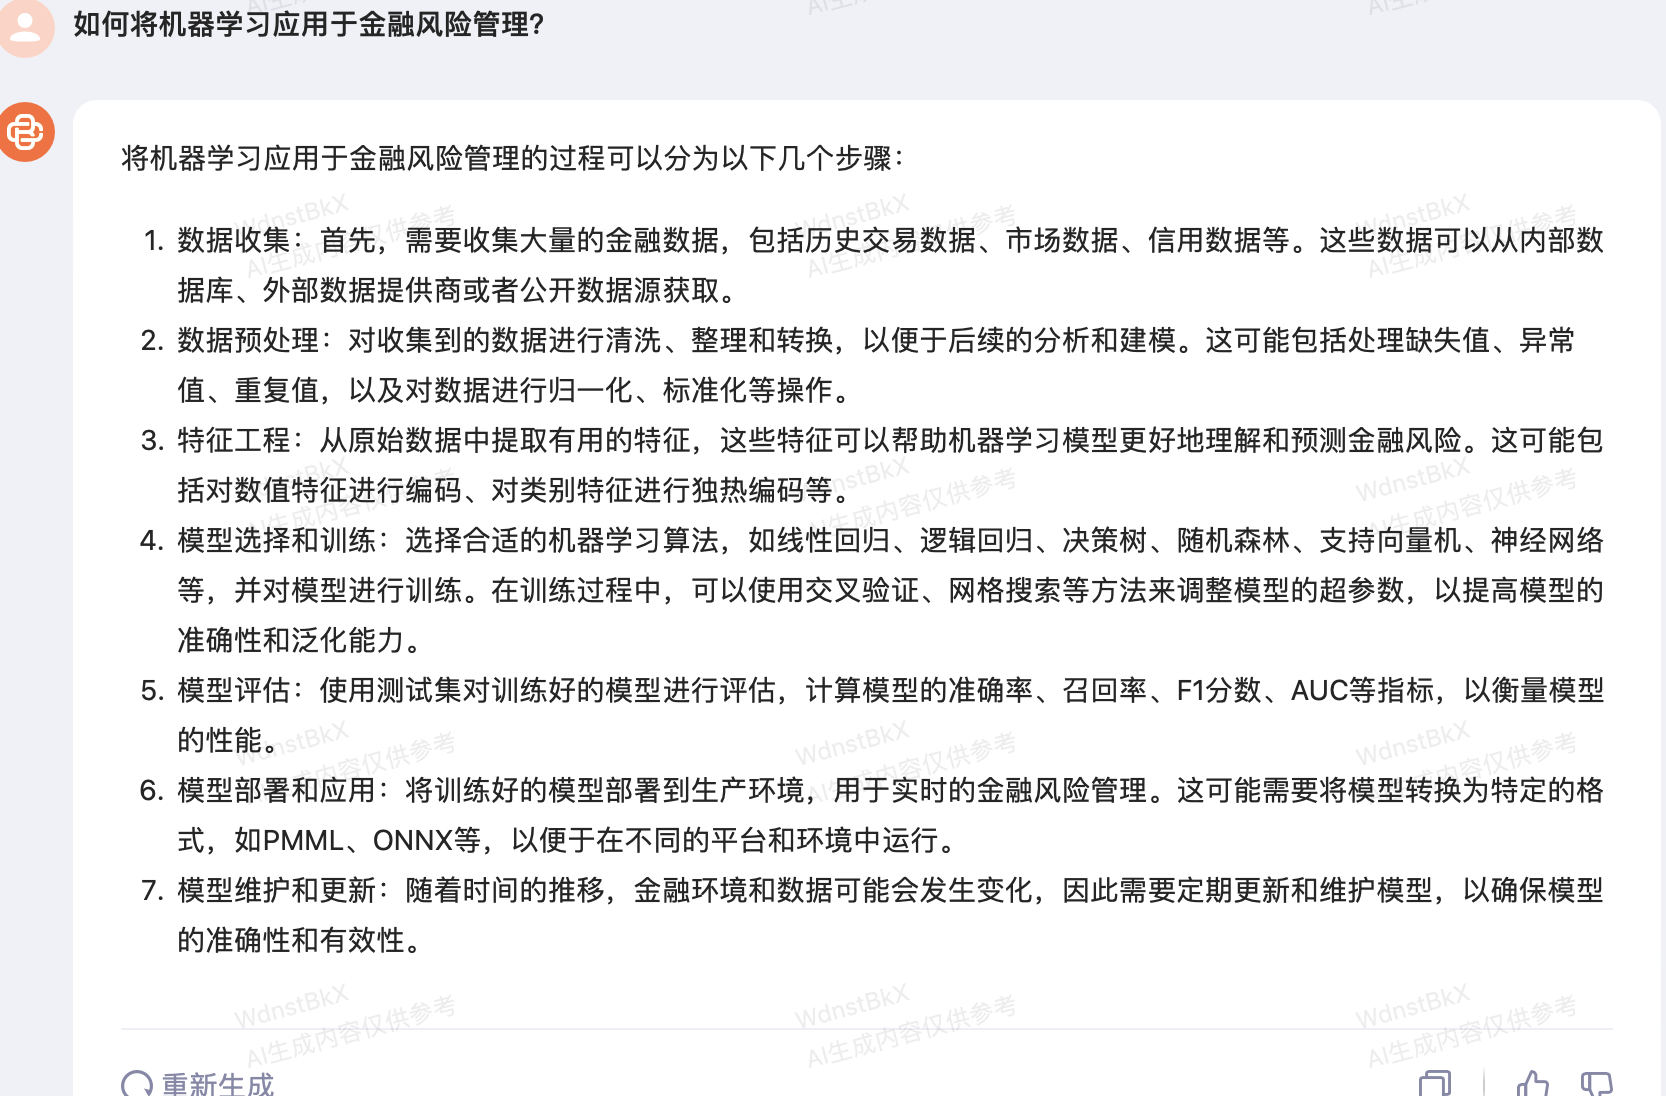 如何将机器学习应用于金融风险管理?
将机器学习应用于金融风险管理的过程可以分为以下几个步骤：
1. 数据收集：首先，需要收集大量的金融数据，包括历史交易数据、市场数据、信用数据等。这些数据可以从内部数
据库、外部数据提供商或者公开数据源获取。
2. 数据预处理：对收集到的数据进行清洗、整理和转换，以便于后续的分析和建模。这可能包括处理缺失值、异常
值、重复值，以及对数据进行归一化、标准化等操作。
3. 特征工程：从原始数据中提取有用的特征，这些特征可以帮助机器学习模型更好地理解和预测金融风险。这可能包
括对数值特征进行编码、对类别特征进行独热编码等。
4. 模型选择和训练：选择合适的机器学习算法，如线性回归、逻辑回归、决策树、随机森林、支持向量机、神经网络
等，并对模型进行训练。在训练过程中，可以使用交叉验证、网格搜索等方法来调整模型的超参数，以提高模型的
准确性和泛化能力。
5. 模型评估：使用测试集对训练好的模型进行评估，计算模型的准确率、召回率、F1分数、AUC等指标，以衡量模型
的性能。
6. 模型部署和应用：将训练好的模型部署到生产环境，用于实时的金融风险管理。这可能需要将模型转换为特定的格
式，如PMML、ONNX等，以便于在不同的平台和环境中运行。
7. 模型维护和更新：随着时间的推移，金融环境和数据可能会发生变化，因此需要定期更新和维护模型，以确保模型
的准确性和有效性。
WdnstBkX
AI生成内容仅供参考
WdnstBkX
AI生成内容仅供参考
WdnstBkX
AI生成内容仅供参考
重新生成